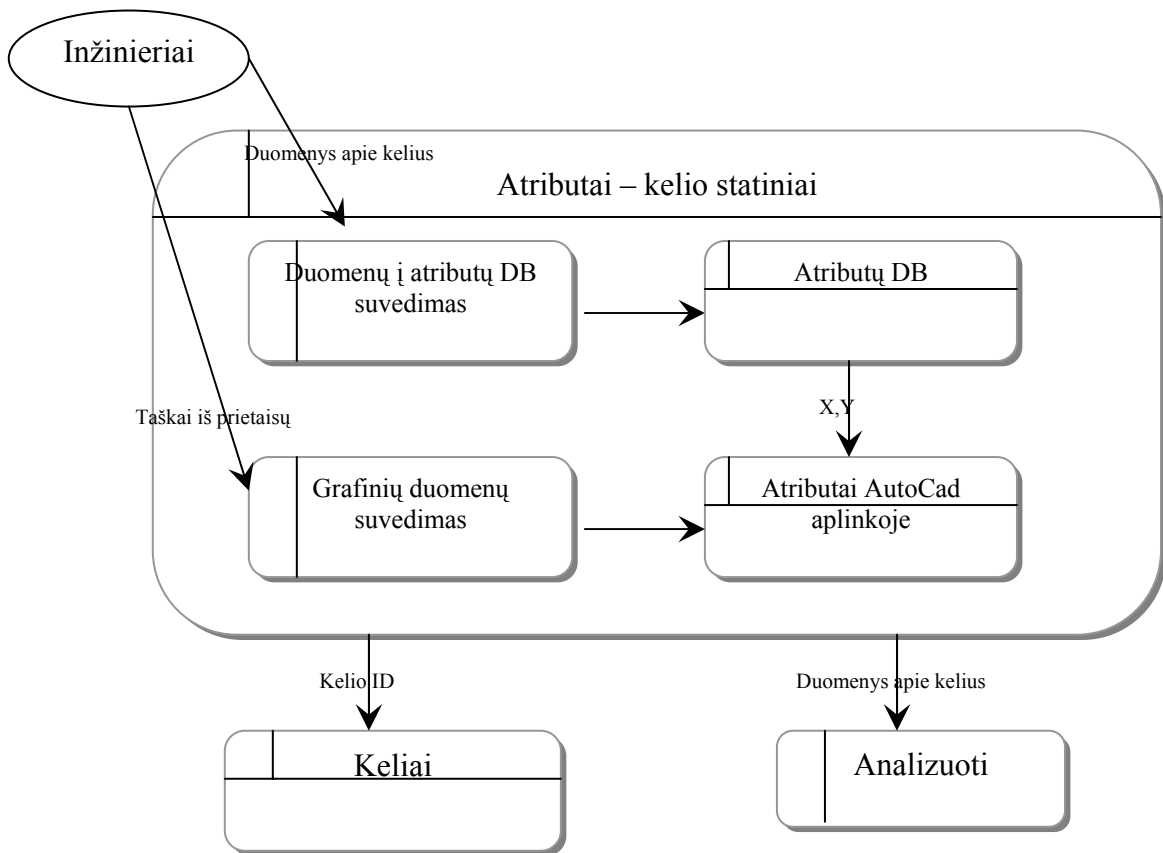 Inžinieriai
Duomenys apie kelius
Atributai – kelio statiniai
Duomenų į atributų DB
suvedimas
Atributų DB
X,Y
Taškai iš prietaisų
Grafinių duomenų
suvedimas
Atributai AutoCad
aplinkoje
Kelio ID
Duomenys apie kelius
Keliai
Analizuoti